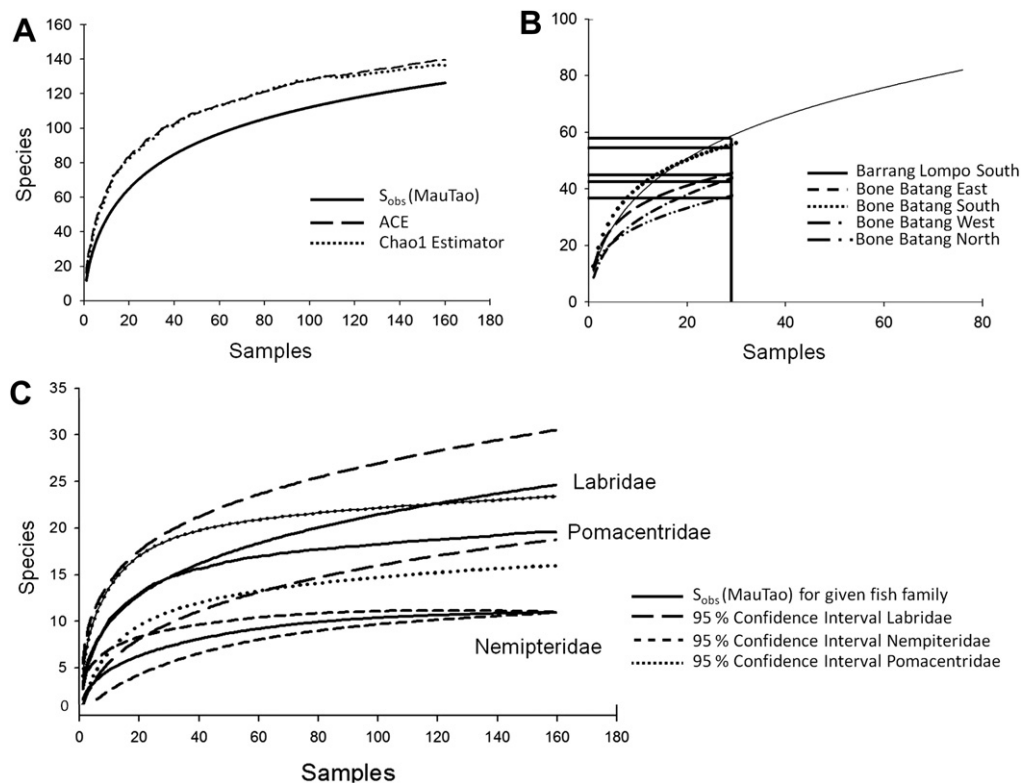 A
160
140
120
100
80
60
40
20
0
Species
0 20 40 60 80 100 120 140 160 180
Samples
S_obs (MauTao)
ACE
Chao1 Estimator
B
100
80
60
40
20
0
0 20 40 60 80
Samples
Barrang Lompo South
Bone Batang East
Bone Batang South
Bone Batang West
Bone Batang North
C
35
30
25
20
15
10
5
0
Species
0 20 40 60 80 100 120 140 160 180
Samples
Labridae
Pomacentridae
Nemipteridae
S_obs (MauTao) for given fish family
95 % Confidence Interval Labridae
95 % Confidence Interval Nempiteridae
95 % Confidence Interval Pomacentridae